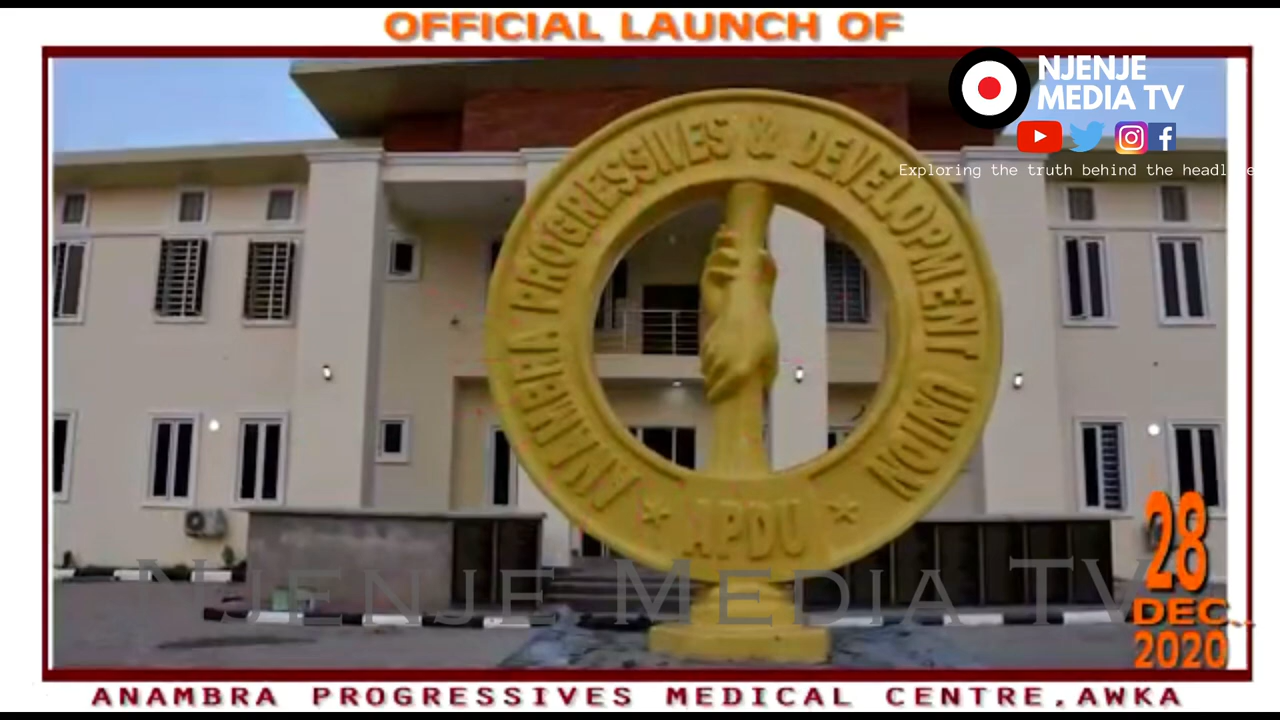 OFFICIAL LAUNCH OF
NJENJE
MEDIA TV
Exploring the truth behind the
ANAMBRA PROGRESSIVES & DEVELOPMENT UNION
★ APDU ★
NJENJE MEDIA TV
28
DEC
2020
ANAMBRA PROGRESSIVES MEDICAL CENTRE,AWKA